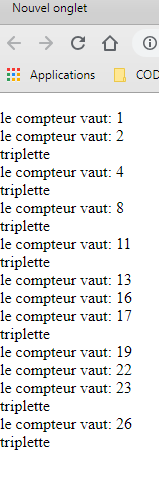 Nouvel onglet
Applications COD
le compteur vaut: 1
le compteur vaut: 2
triplette
le compteur vaut: 4
triplette
le compteur vaut: 8
triplette
le compteur vaut: 11
triplette
le compteur vaut: 13
le compteur vaut: 16
le compteur vaut: 17
triplette
le compteur vaut: 19
le compteur vaut: 22
le compteur vaut: 23
triplette
le compteur vaut: 26
triplette